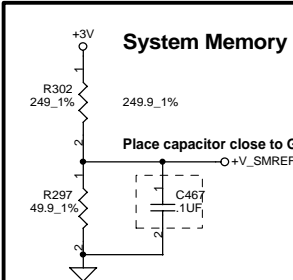 +3V
System Memory
1
R302
249_1%
249.9_1%
2
Place capacitor close to G
+V_SMREF
1
R297
49.9_1%
2
1
C467
.1UF
2